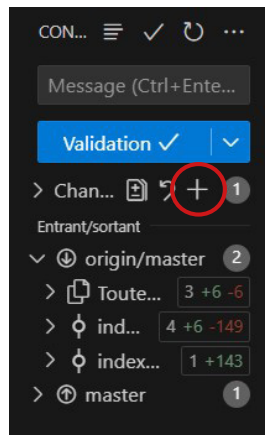 CON...
Message (Ctrl+Ente...
Validation
Chan... 1
Entrant/sortant
origin/master 2
Toute... 3 +6 -6
ind... 4 +6 -149
index... 1 +143
master 1